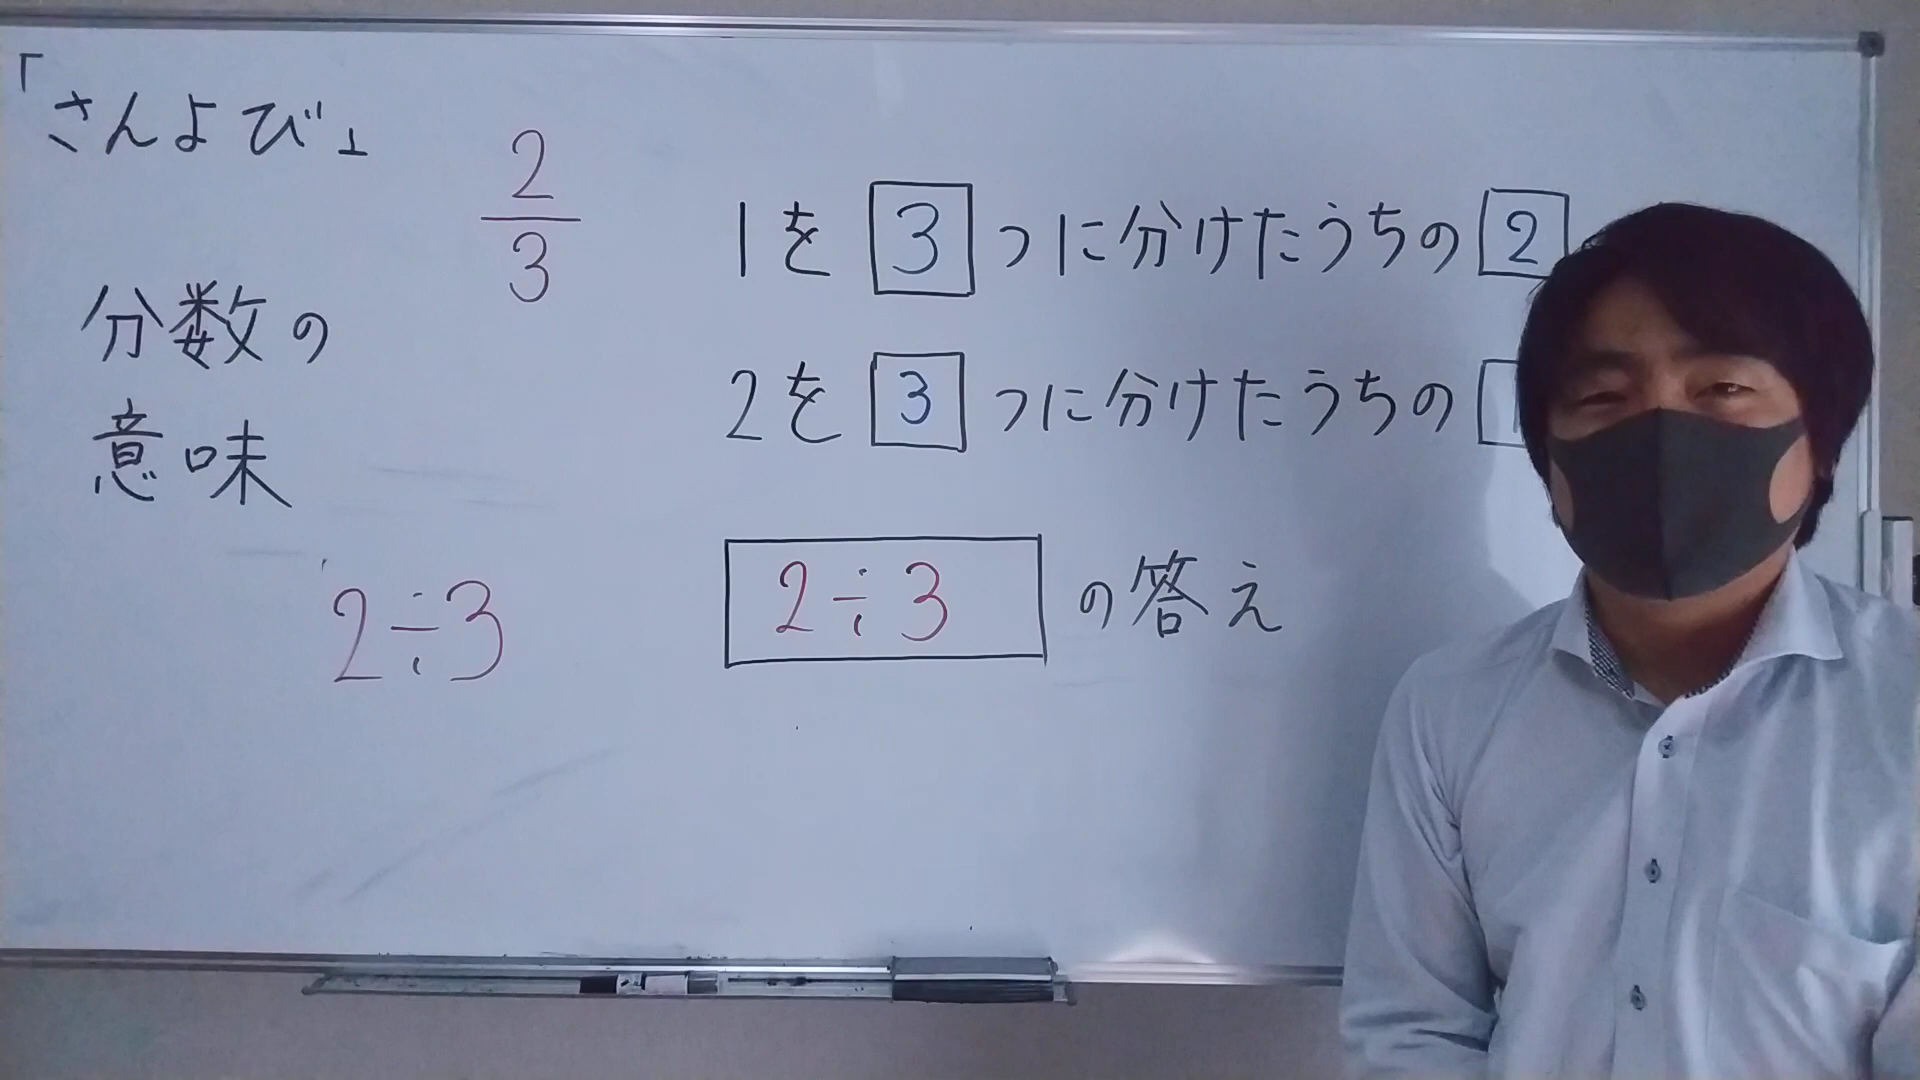 「さんよび」
分数の
意味
2
3
2÷3
1を 3 つに分けたうちの 2
2を 3 つに分けたうちの
2÷3 の答え